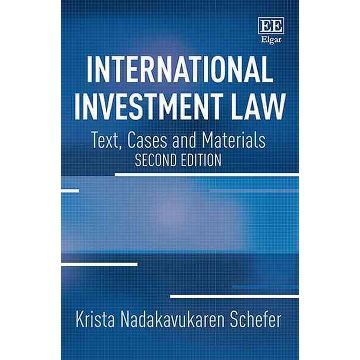 EE
Elgar
INTERNATIONAL
INVESTMENT LAW
Text, Cases and Materials
SECOND EDITION
Krista Nadakavukaren Schefer